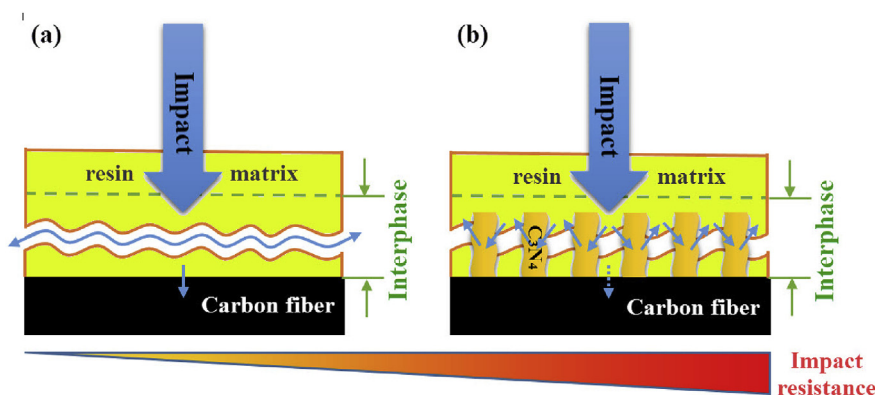 (a)
Impact
resin matrix
Interphase
Carbon fiber
(b)
Impact
resin matrix
C₃N₄
Interphase
Carbon fiber
Impact
resistance